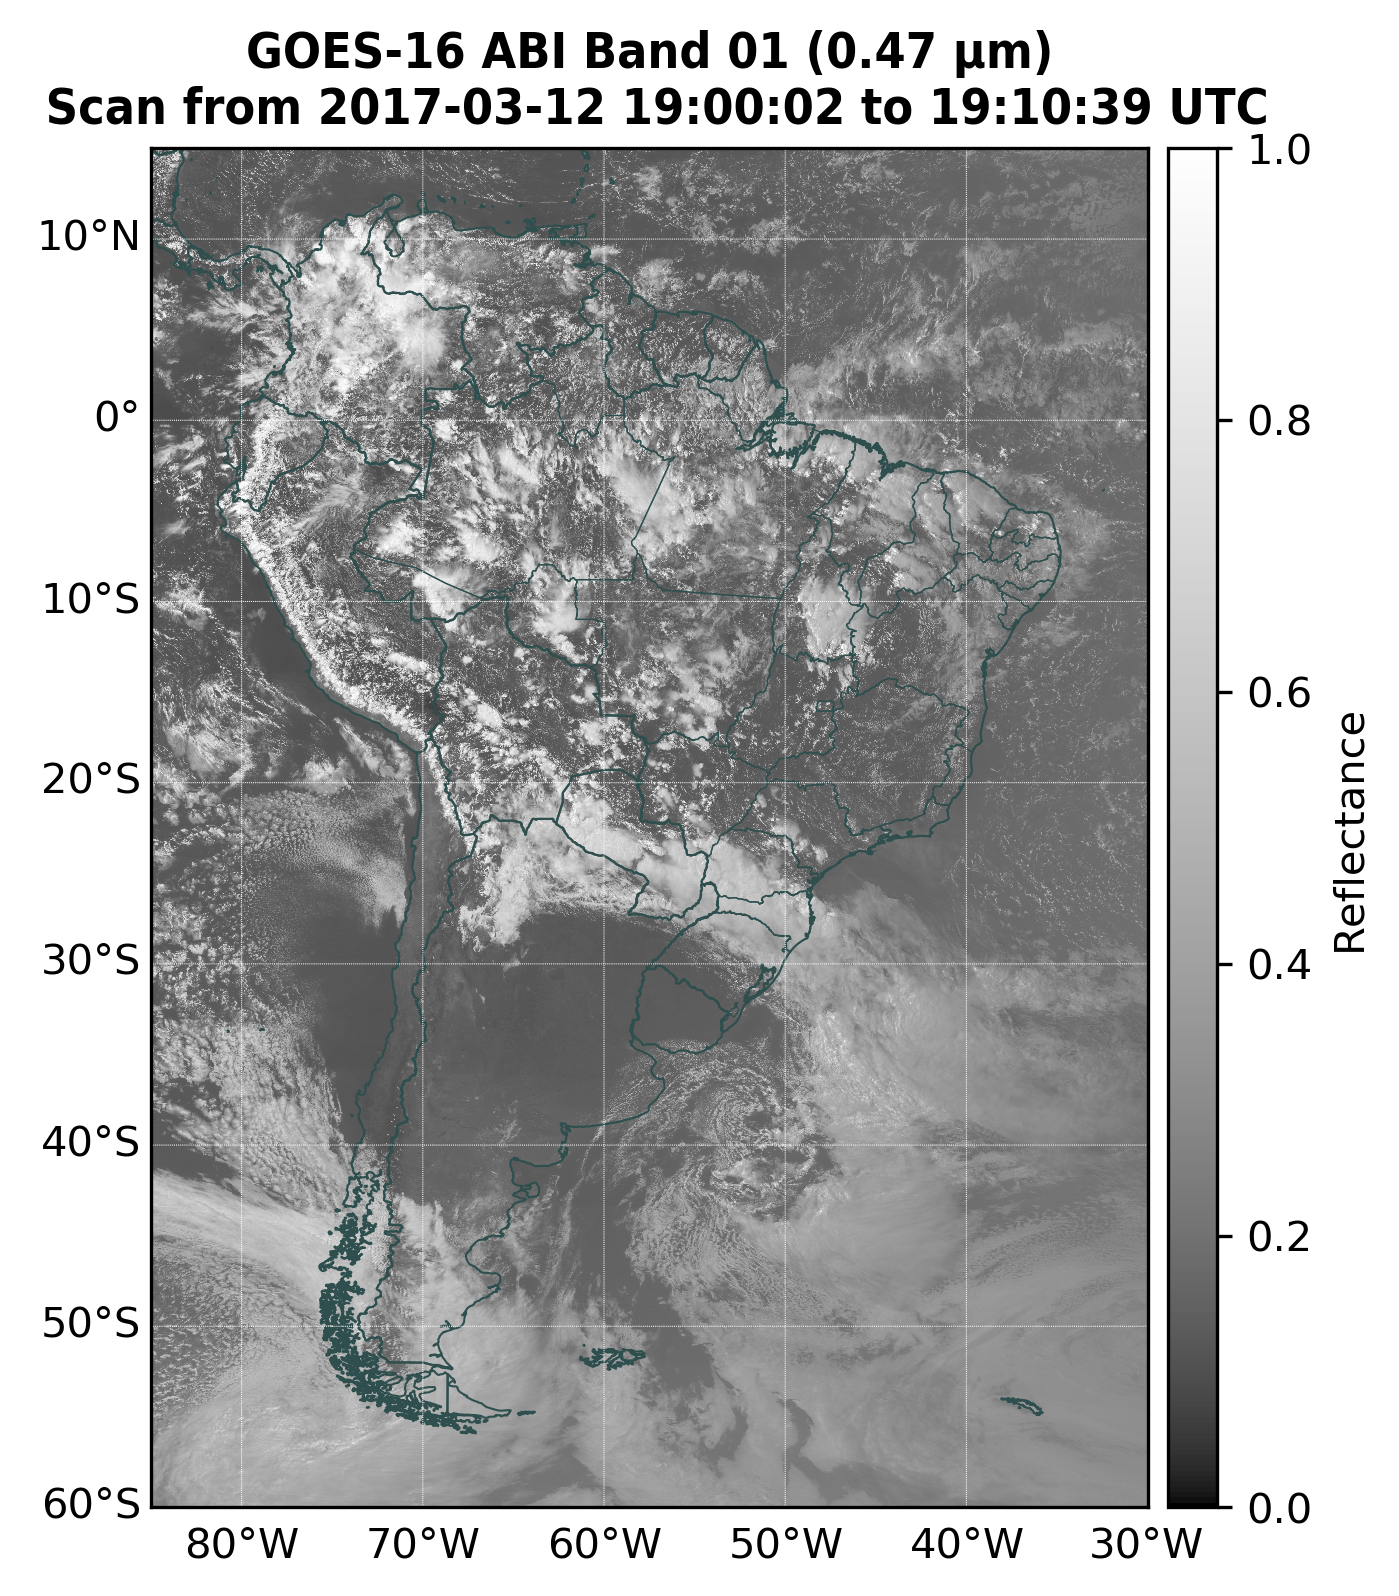 GOES-16 ABI Band 01 (0.47 µm)
Scan from 2017-03-12 19:00:02 to 19:10:39 UTC
10°N
0°
10°S
20°S
30°S
40°S
50°S
60°S
80°W
70°W
60°W
50°W
40°W
30°W
1.0
0.8
0.6
0.4
0.2
0.0
Reflectance